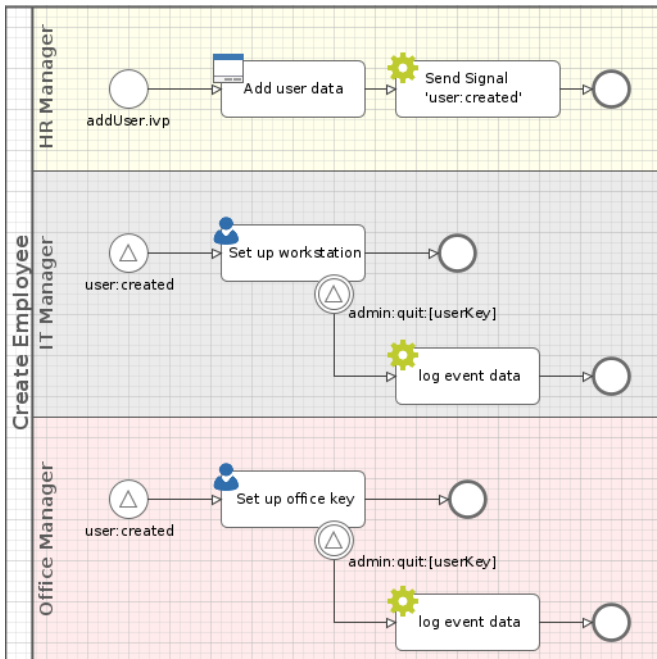 Create Employee
HR Manager
addUser.ivp
Add user data
Send Signal
'user:created'
IT Manager
user:created
Set up workstation
admin:quit:[userKey]
log event data
Office Manager
user:created
Set up office key
admin:quit:[userKey]
log event data